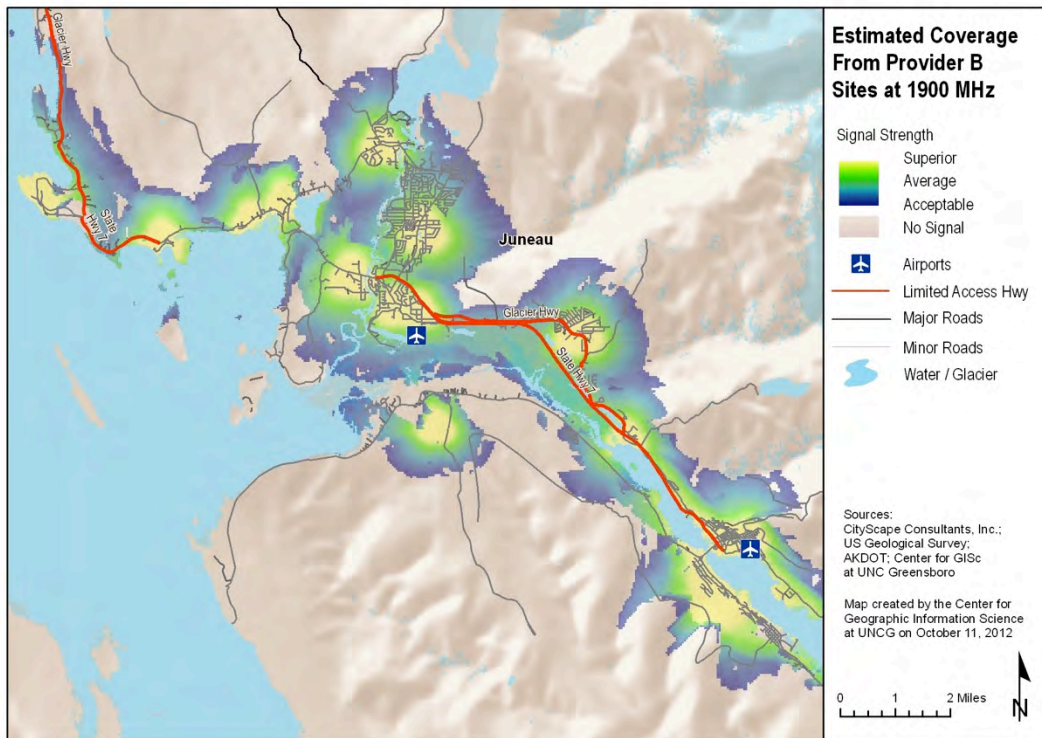 Estimated Coverage
From Provider B
Sites at 1900 MHz
Signal Strength
Superior
Average
Acceptable
No Signal
Airports
Limited Access Hwy
Major Roads
Minor Roads
Water / Glacier
Sources:
CityScape Consultants, Inc.;
US Geological Survey;
AKDOT; Center for GISc
at UNC Greensboro
Map created by the Center for
Geographic Information Science
at UNCG on October 11, 2012
0 1 2 Miles
N
Glacier Hwy
State
Hwy 7
Juneau
Glacier Hwy
State Hwy 7